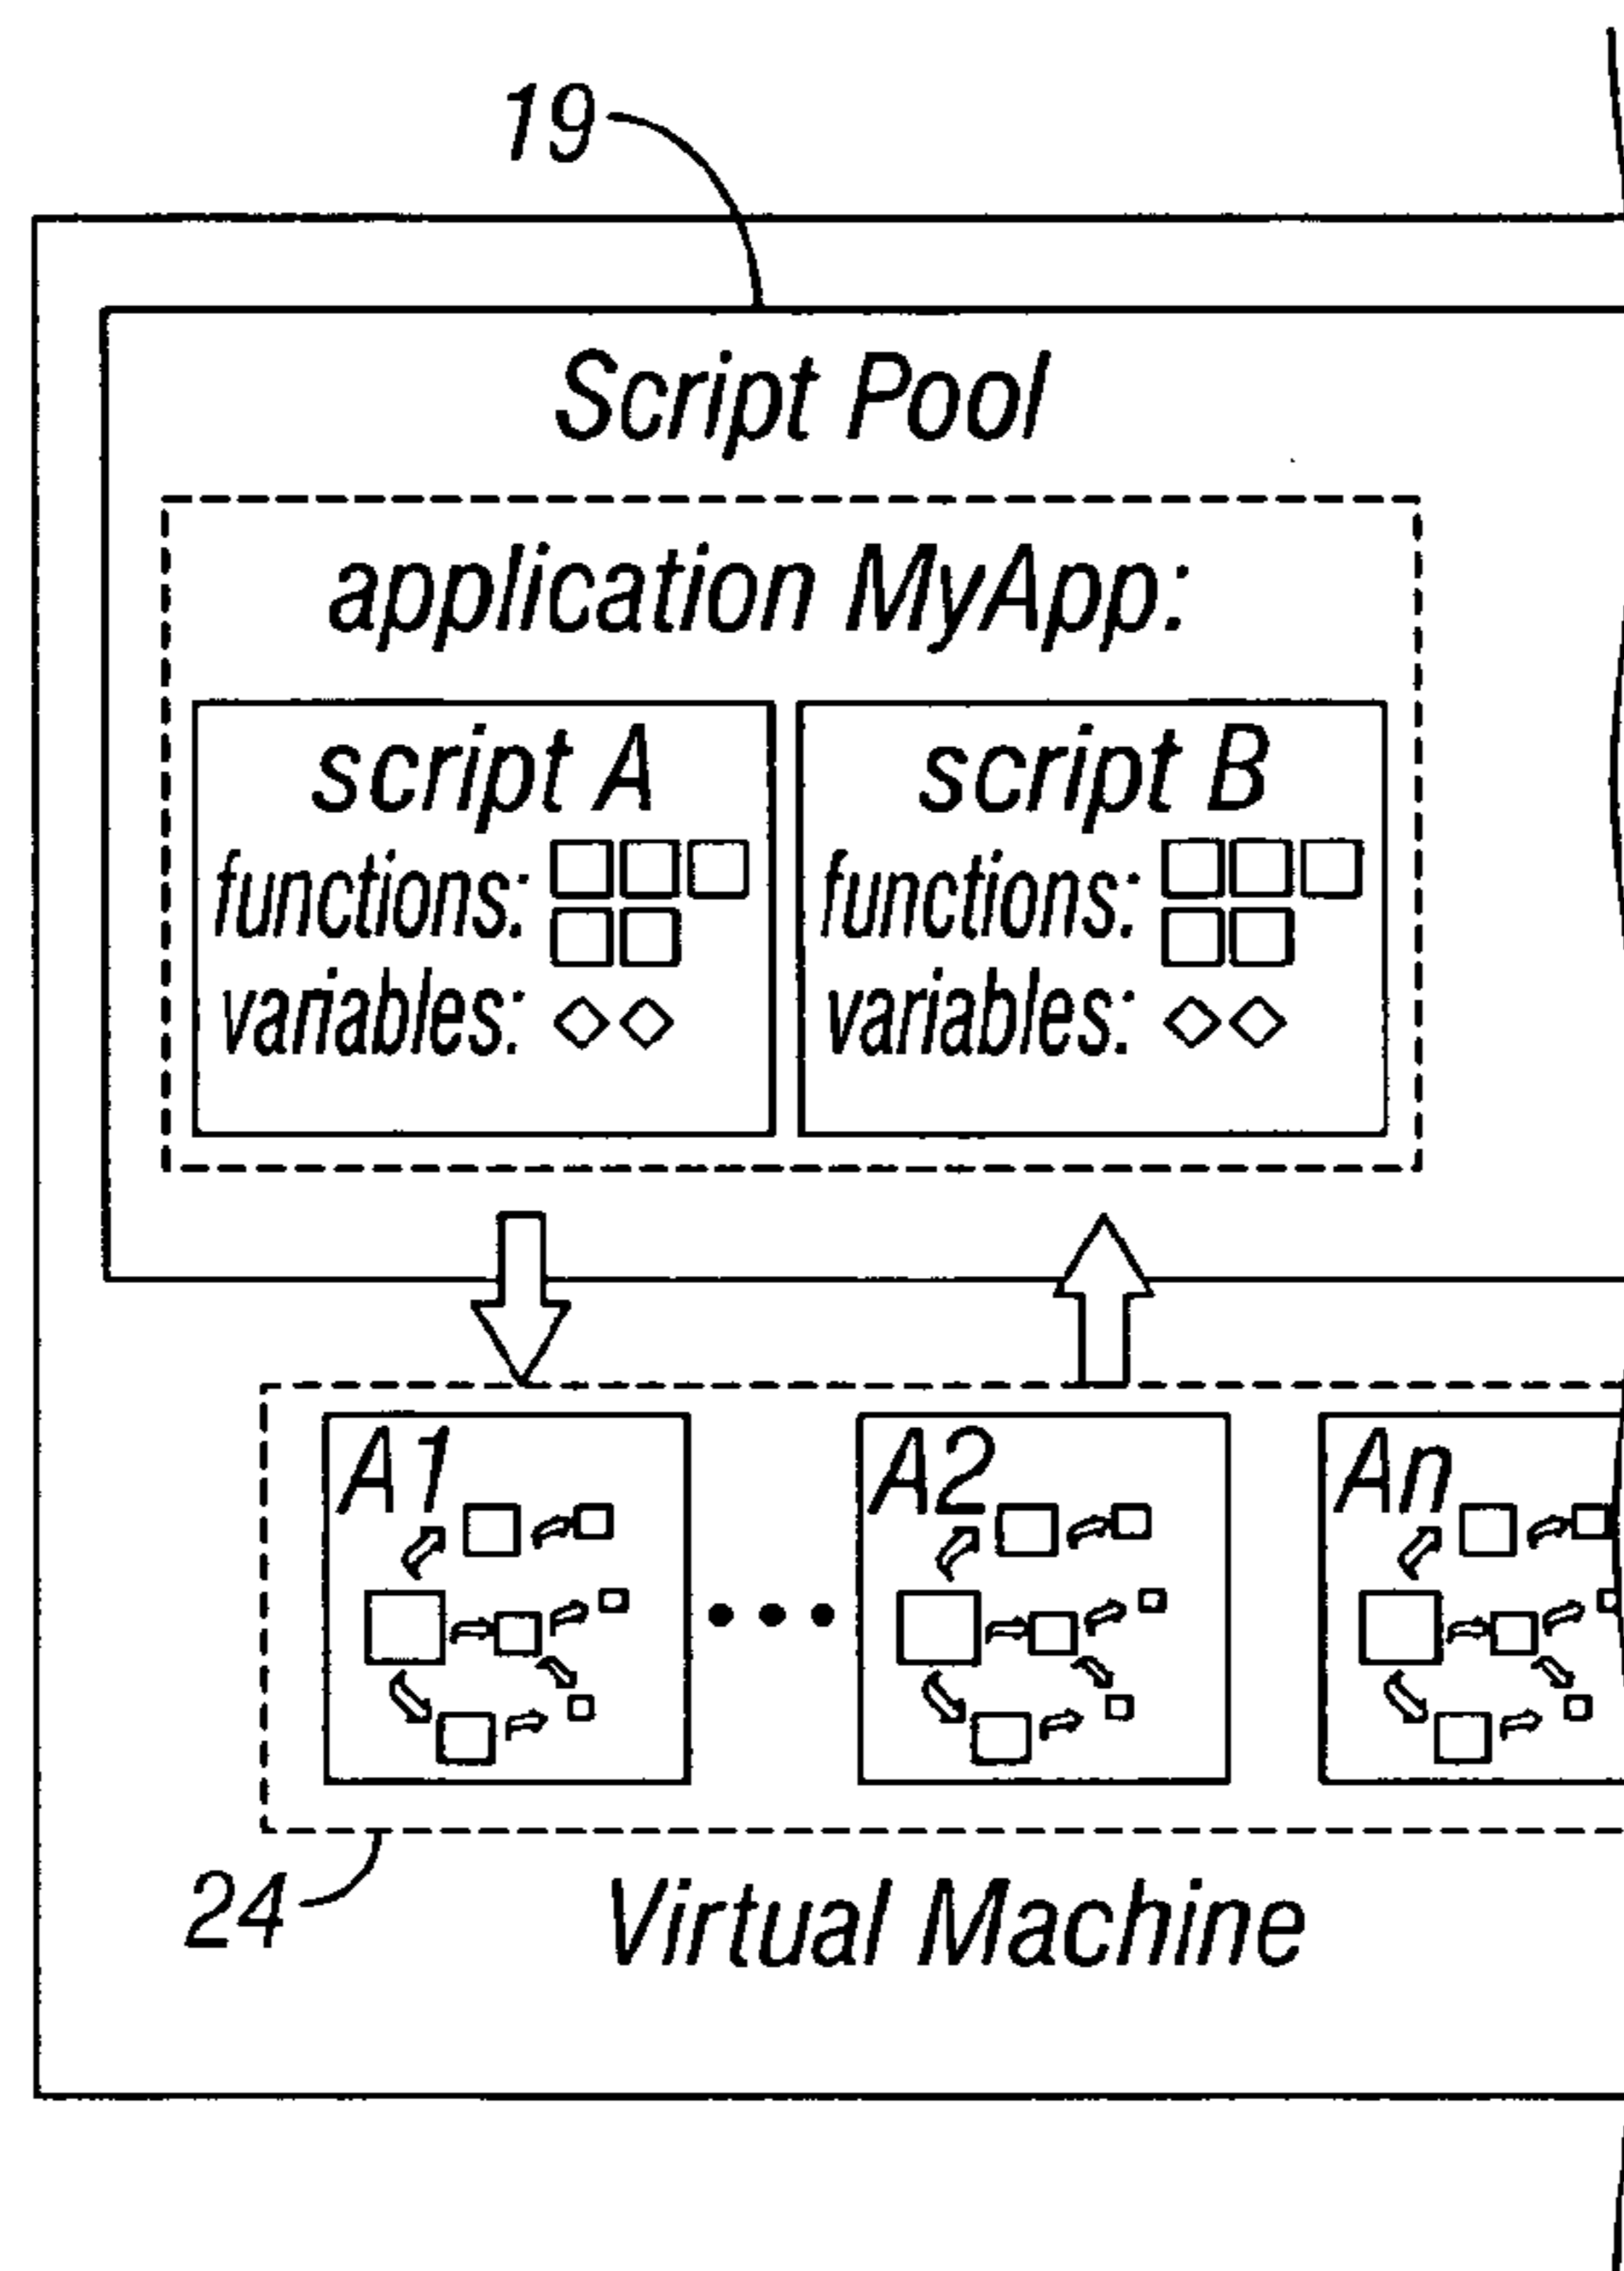 19
Script Pool
application MyApp:
script A
functions:
variables:
script B
functions:
variables:
A1
A2
An
24
Virtual Machine